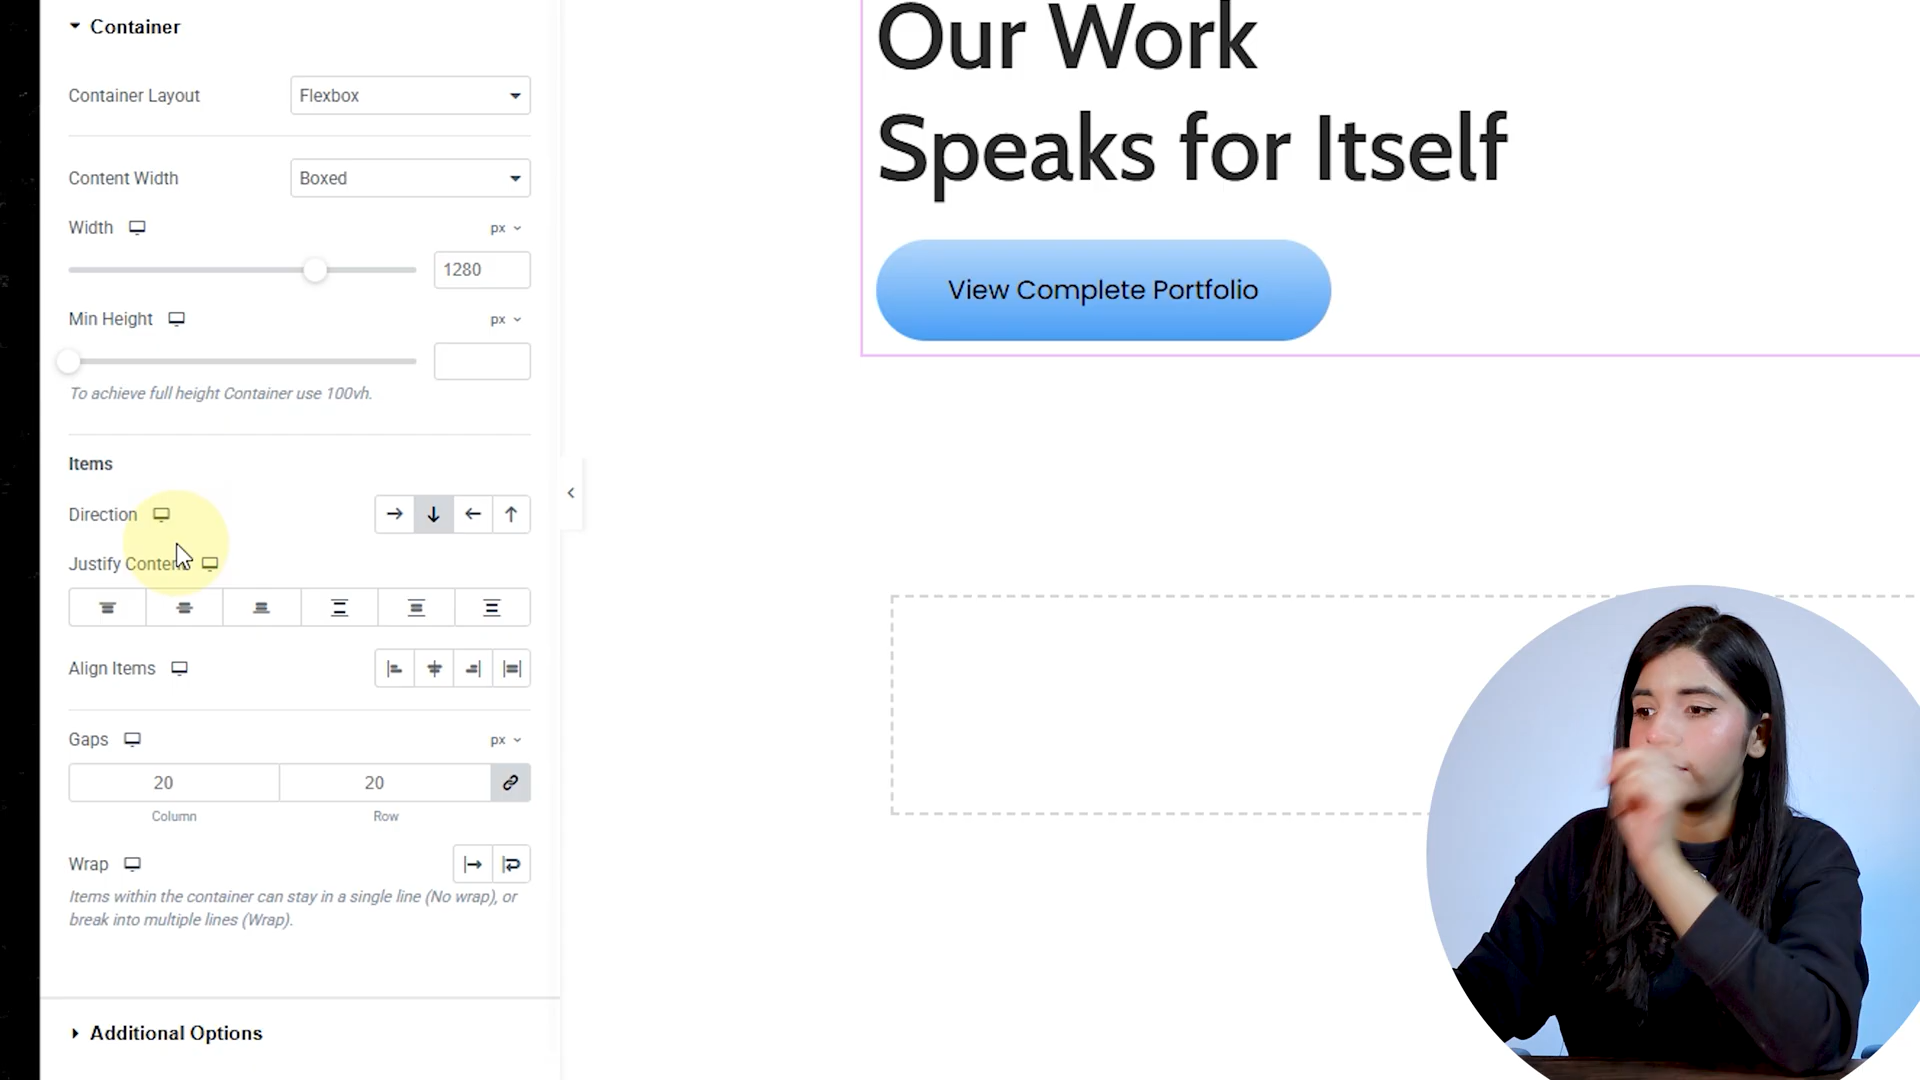 Container
Container Layout
Flexbox
Content Width
Boxed
Width
px
1280
Min Height
px
To achieve full height Container use 100vh.
Items
Direction
Justify Content
Align Items
Gaps
px
20
20
Column
Row
Wrap
Items within the container can stay in a single line (No wrap), or
break into multiple lines (Wrap).
Additional Options
Our Work
Speaks for Itself
View Complete Portfolio